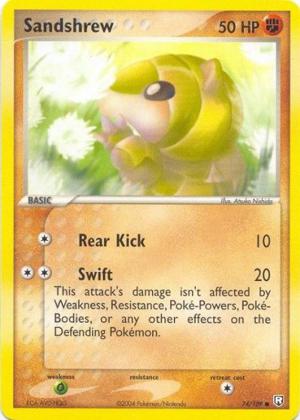 Sandshrew
50 HP
Illus. Atsuko Nishida
BASIC
Rear Kick 10
Swift 20
This attack's damage isn't affected by
Weakness, Resistance, Poké-Powers, Poké-
Bodies, or any other effects on the
Defending Pokémon.
weakness resistance retreat cost
©2004 Pokémon/Nintendo
74/109
R